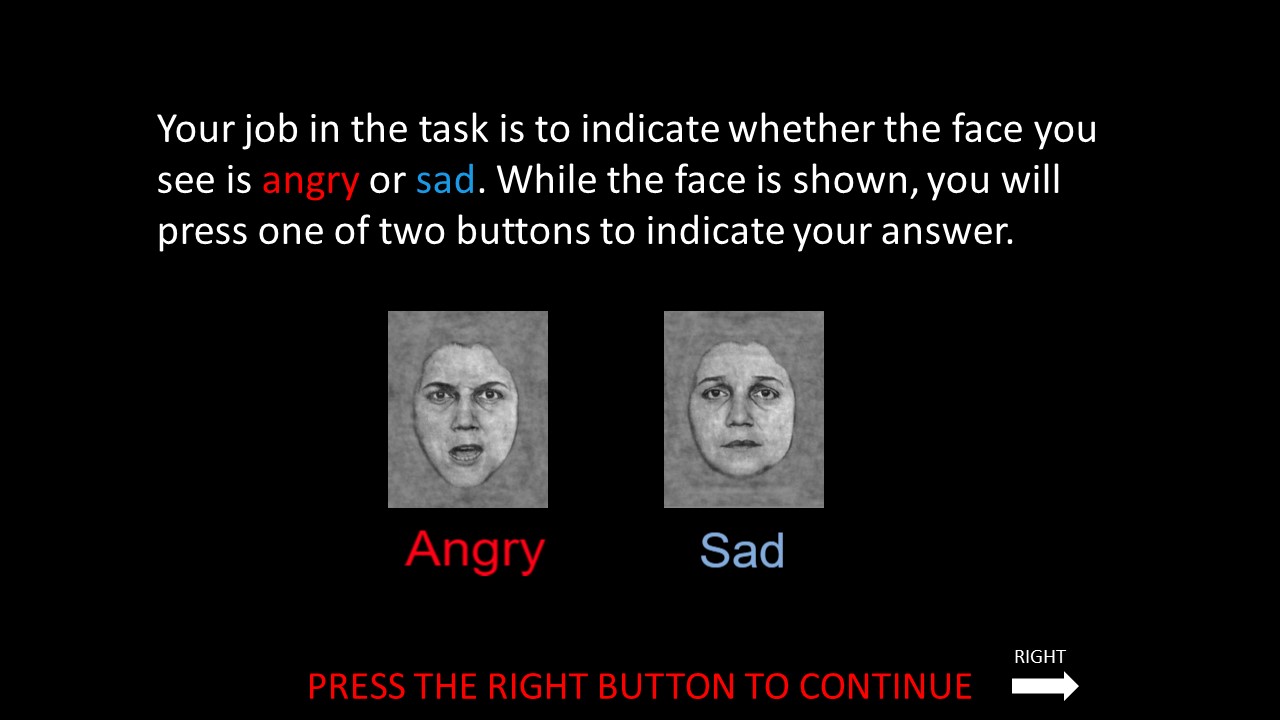 Your job in the task is to indicate whether the face you
see is angry or sad. While the face is shown, you will
press one of two buttons to indicate your answer.
Angry
Sad
RIGHT
PRESS THE RIGHT BUTTON TO CONTINUE